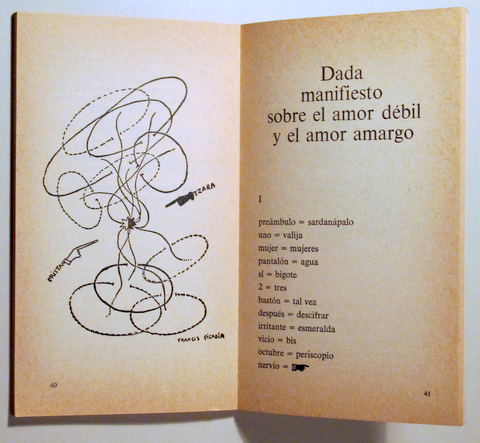 TZARA
TRISTAN
FRANCIS PICABIA
40
Dada
manifiesto
sobre el amor débil
y el amor amargo
I
preámbulo = sardanápalo
uno = valija
mujer = mujeres
pantalón = agua
sí = bigote
2 = tres
bastón = tal vez
después = descifrar
irritante = esmeralda
vicio = bis
octubre = periscopio
nervio =
41